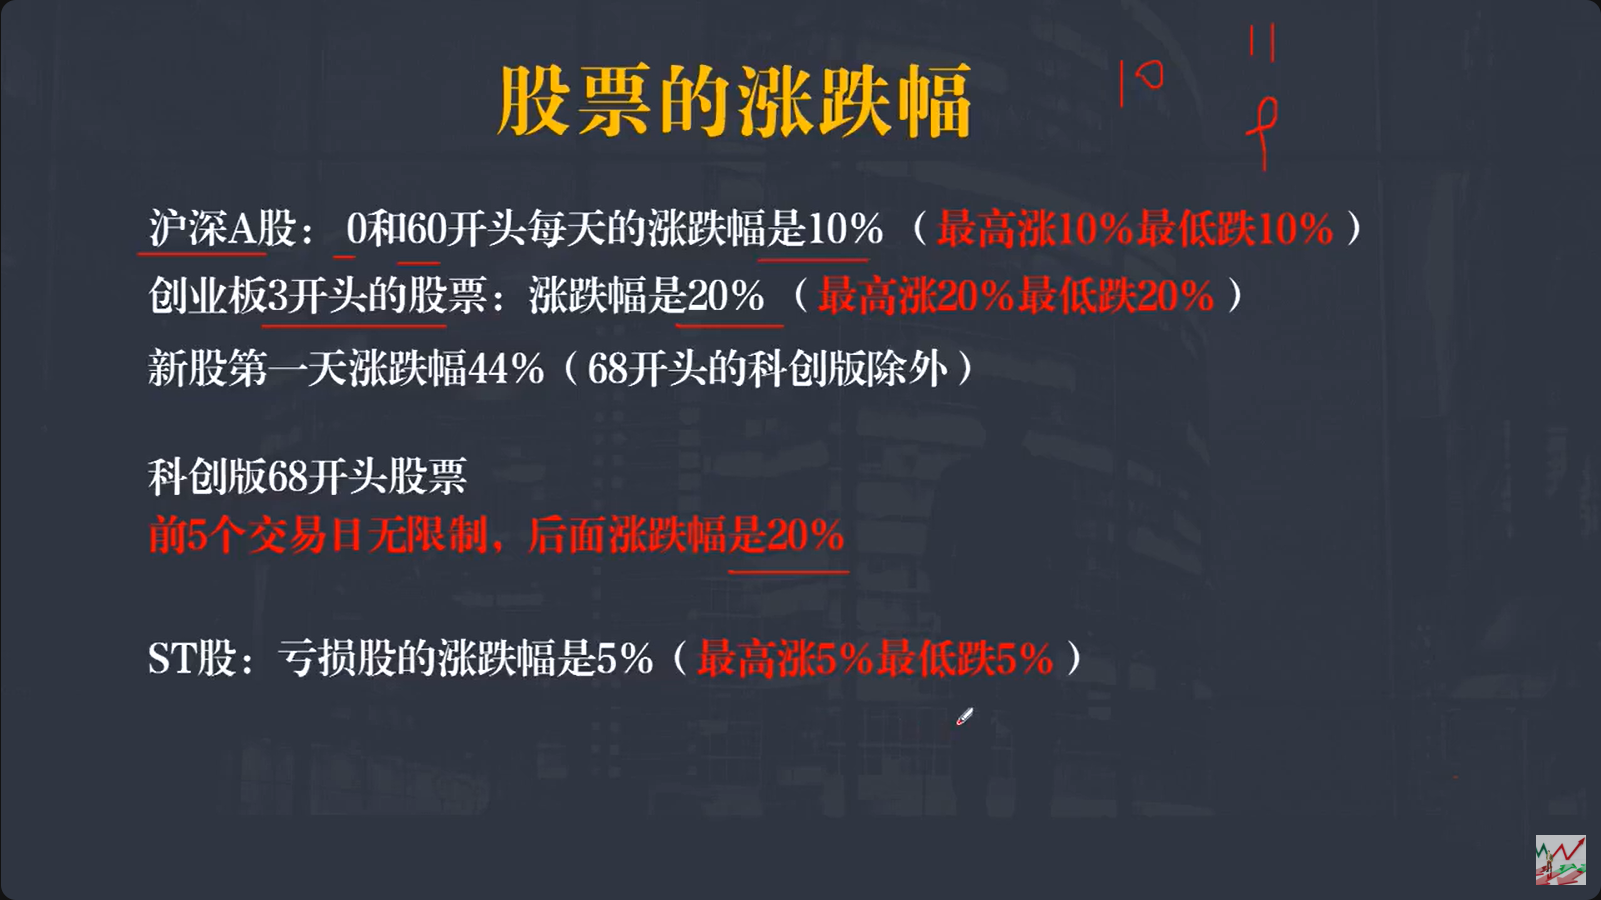 股票的涨跌幅
10
11
9
沪深A股： 0和60开头每天的涨跌幅是10%（最高涨10%最低跌10%）
创业板3开头的股票：涨跌幅是20%（最高涨20%最低跌20%）
新股第一天涨跌幅44%（68开头的科创版除外）
科创版68开头股票
前5个交易日无限制，后面涨跌幅是20%
ST股：亏损股的涨跌幅是5%（最高涨5%最低跌5%）